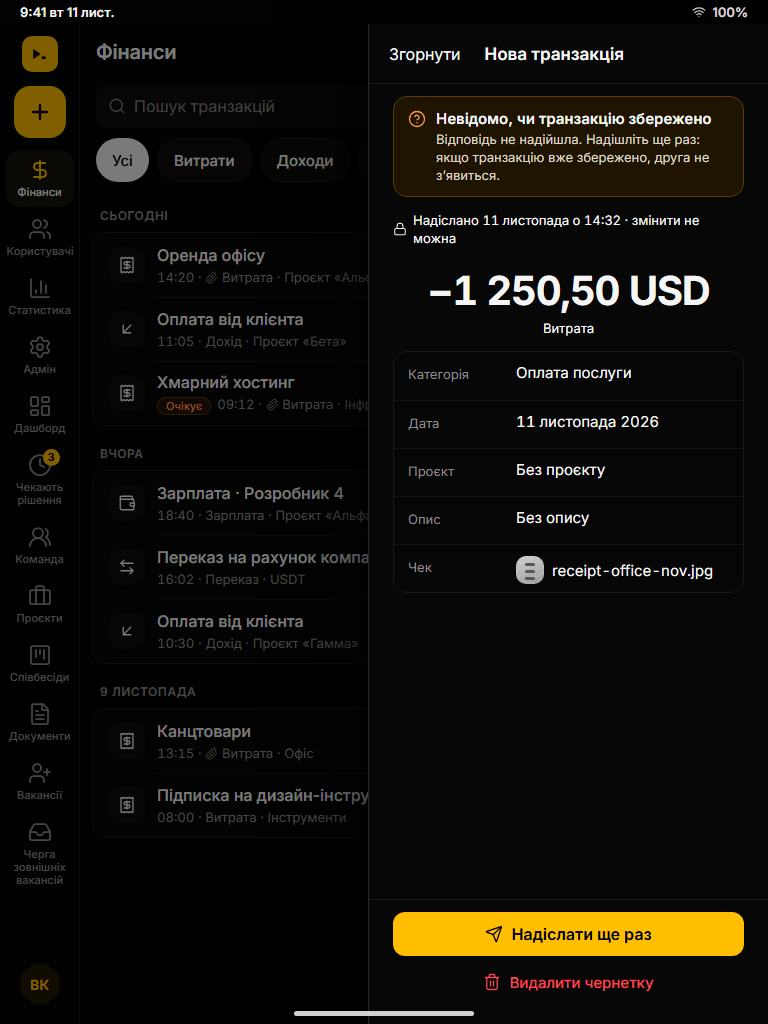 9:41 вт 11 лист.
100%
Фінанси
Користувачі
Статистика
Адмін
Дашборд
3
Чекають
рішення
Команда
Проєкти
Співбесіди
Документи
Вакансії
Черга
зовнішніх
вакансій
ВК
Фінанси
Пошук транзакцій
Усі
Витрати
Доходи
СЬОГОДНІ
Оренда офісу
14:20 · Витрата · Проєкт «Альф
Оплата від клієнта
11:05 · Дохід · Проєкт «Бета»
Хмарний хостинг
Очікує 09:12 · Витрата · Інфр
ВЧОРА
Зарплата · Розробник 4
18:40 · Зарплата · Проєкт «Альфа
Переказ на рахунок компа
16:02 · Переказ · USDT
Оплата від клієнта
10:30 · Дохід · Проєкт «Гамма»
9 ЛИСТОПАДА
Канцтовари
13:15 · Витрата · Офіс
Підписка на дизайн-інстру
08:00 · Витрата · Інструменти
Згорнути
Нова транзакція
Невідомо, чи транзакцію збережено
Відповідь не надійшла. Надішліть ще раз:
якщо транзакцію вже збережено, друга не
з’явиться.
Надіслано 11 листопада о 14:32 · змінити не
можна
−1 250,50 USD
Витрата
Категорія Оплата послуги
Дата 11 листопада 2026
Проєкт Без проєкту
Опис Без опису
Чек receipt-office-nov.jpg
Надіслати ще раз
Видалити чернетку